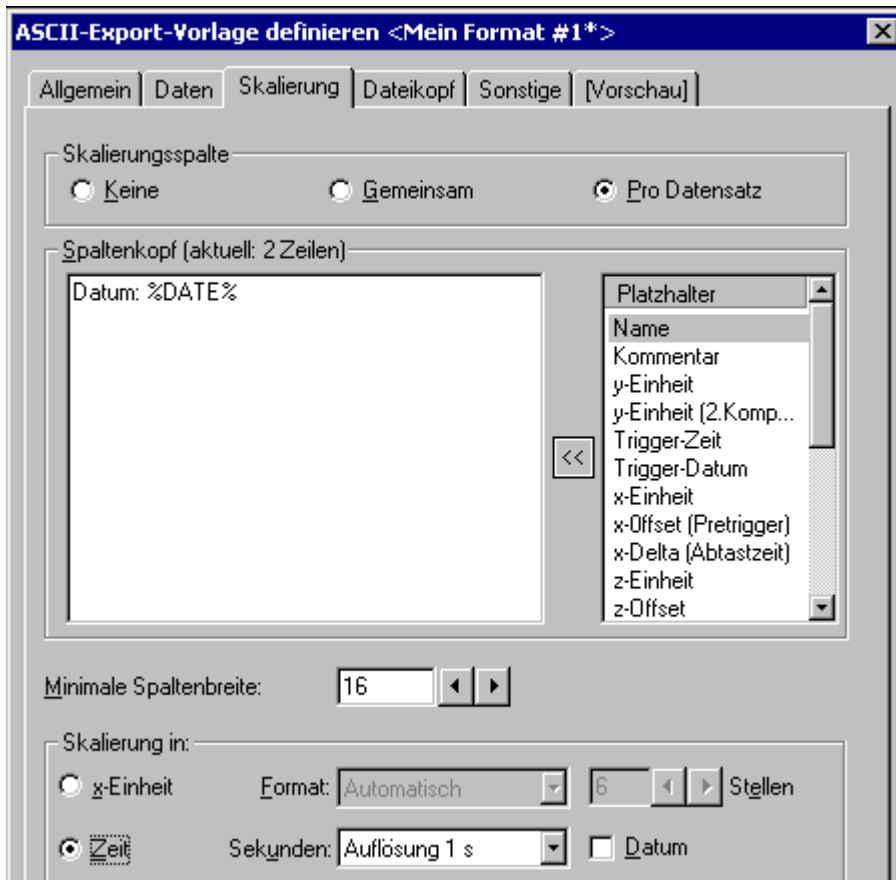 ASCII-Export-Vorlage definieren <Mein Format #1*>
Allgemein Daten Skalierung Dateikopf Sonstige [Vorschau]
Skalierungsspalte
Keine Gemeinsam Pro Datensatz
Spaltenkopf (aktuell: 2 Zeilen)
Datum: %DATE%
Platzhalter
Name
Kommentar
y-Einheit
y-Einheit (2.Komp...
Trigger-Zeit
Trigger-Datum
<<
x-Einheit
x-Offset (Pretrigger)
x-Delta (Abtastzeit)
z-Einheit
z-Offset
Minimale Spaltenbreite: 16
Skalierung in:
x-Einheit Format: Automatisch 6 Stellen
Zeit Sekunden: Auflösung 1 s Datum